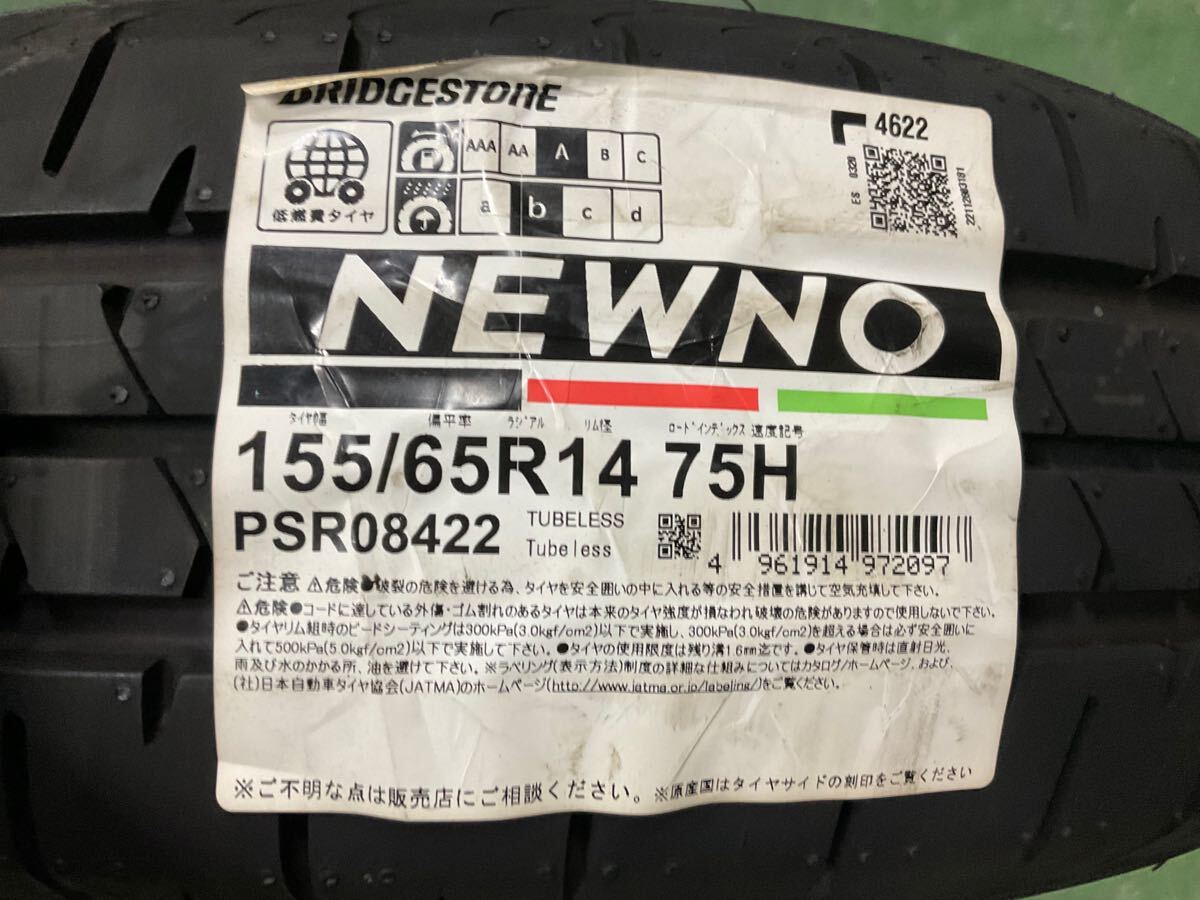 BRIDGESTONE
4622
低燃費タイヤ
AAA AA A B C
a b c d
ES 0320
22112903181
NEWNO
タイヤ幅 偏平率 ラジアル リム径 ロードインデックス 速度記号
155/65R14 75H
PSR08422
TUBELESS
Tubeless
4 961914 972097
ご注意 ⚠危険●破裂の危険を避ける為、タイヤを安全囲いの中に入れる等の安全措置を講じて空気充填して下さい。
⚠危険●コードに達している外傷・ゴム割れのあるタイヤは本来のタイヤ強度が損なわれ破壊の危険がありますので使用しないで下さい。
●タイヤリム組時のビードシーティングは300kPa(3.0kgf/cm2)以下で実施し、300kPa(3.0kgf/cm2)を超える場合は必ず安全囲いに
入れて500kPa(5.0kgf/cm2)以下で実施して下さい。●タイヤの使用限度は残り溝1.6mm迄です。●タイヤ保管時は直射日光、
雨及び水のかかる所、油を避けて下さい。※ラベリング(表示方法)制度の詳細な仕組みについてはカタログ/ホームページ、および、
(社)日本自動車タイヤ協会(JATMA)のホームページ(http://www.jatma.or.jp/labeling/)をご覧ください。
※ご不明な点は販売店にご相談ください。※原産国はタイヤサイドの刻印をご覧ください